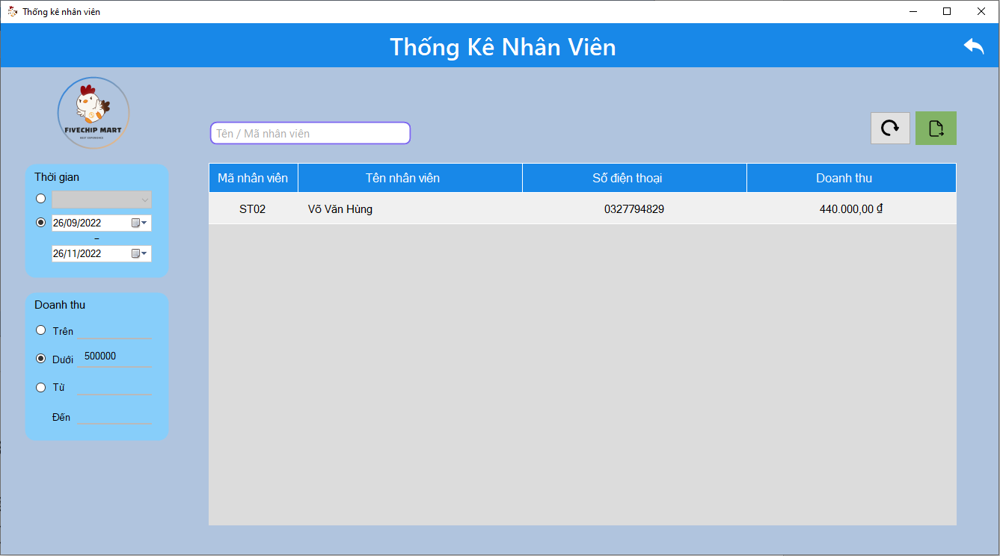 Thống kê nhân viên
Thống Kê Nhân Viên
FIVECHIP MART
BEST EXPERIENCE
Tên / Mã nhân viên
Thời gian
26/09/2022
–
26/11/2022
Doanh thu
Trên
Dưới 500000
Từ
Đến
Mã nhân viên Tên nhân viên Số điện thoại Doanh thu
ST02 Võ Văn Hùng 0327794829 440.000,00 ₫